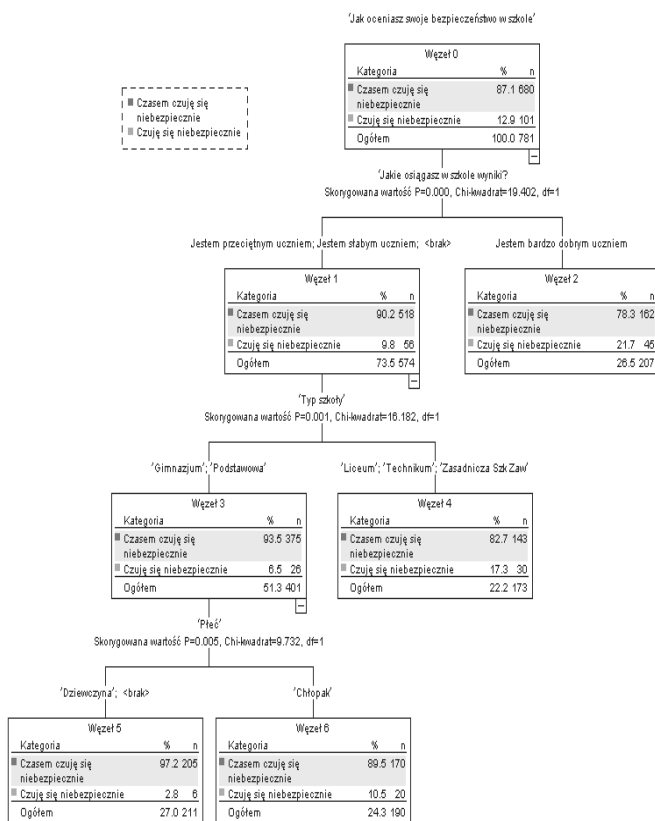 'Jak oceniasz swoje bezpieczeństwo w szkole'
Węzeł 0
Kategoria % n
Czasem czuję się 87.1 680
niebezpiecznie
Czuję się niebezpiecznie 12.9 101
Ogółem 100.0 781
Czasem czuję się
niebezpiecznie
Czuję się niebezpiecznie
'Jakie osiągasz w szkole wyniki?
Skorygowana wartość P=0.000, Chi-kwadrat=19.402, df=1
Jestem przeciętnym uczniem; Jestem słabym uczniem; <brak>
Węzeł 1
Kategoria % n
Czasem czuję się 90.2 518
niebezpiecznie
Czuję się niebezpiecznie 9.8 56
Ogółem 73.5 574
Jestem bardzo dobrym uczniem
Węzeł 2
Kategoria % n
Czasem czuję się 78.3 162
niebezpiecznie
Czuję się niebezpiecznie 21.7 45
Ogółem 26.5 207
'Typ szkoły'
Skorygowana wartość P=0.001, Chi-kwadrat=16.182, df=1
'Gimnazjum'; 'Podstawowa'
Węzeł 3
Kategoria % n
Czasem czuję się 93.5 375
niebezpiecznie
Czuję się niebezpiecznie 6.5 26
Ogółem 51.3 401
'Liceum'; 'Technikum'; 'Zasadnicza Szk Zaw'
Węzeł 4
Kategoria % n
Czasem czuję się 82.7 143
niebezpiecznie
Czuję się niebezpiecznie 17.3 30
Ogółem 22.2 173
'Płeć'
Skorygowana wartość P=0.005, Chi-kwadrat=9.732, df=1
'Dziewczyna'; <brak>
Węzeł 5
Kategoria % n
Czasem czuję się 97.2 205
niebezpiecznie
Czuję się niebezpiecznie 2.8 6
Ogółem 27.0 211
'Chłopak'
Węzeł 6
Kategoria % n
Czasem czuję się 89.5 170
niebezpiecznie
Czuję się niebezpiecznie 10.5 20
Ogółem 24.3 190